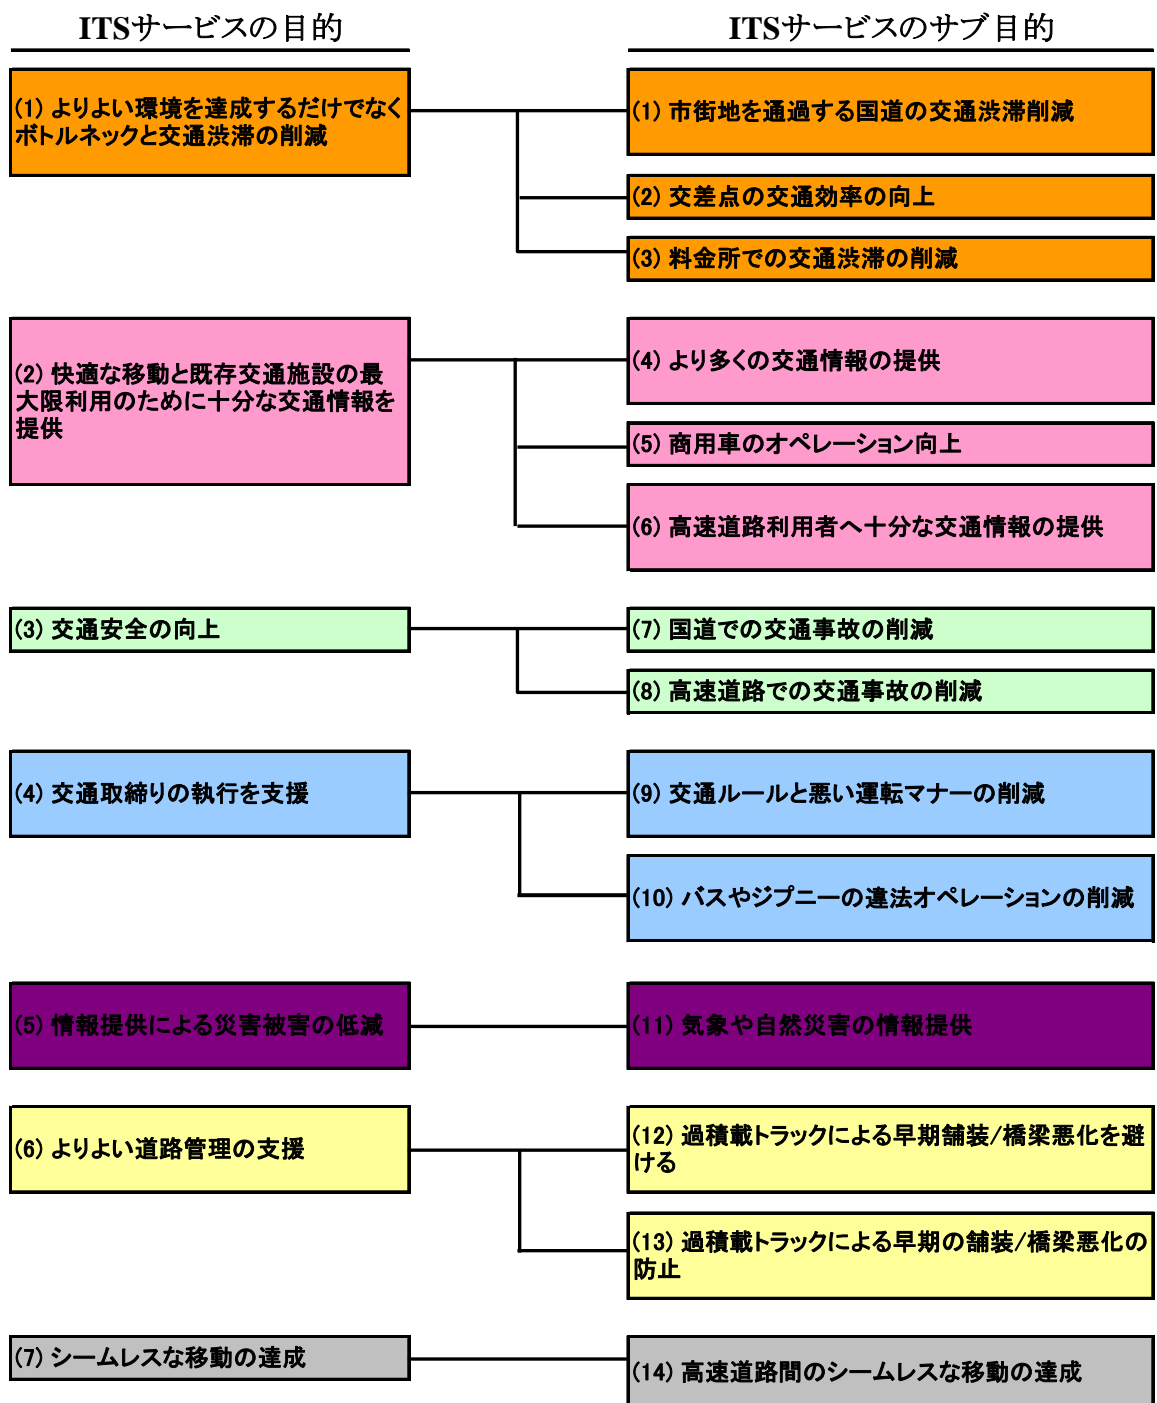 ITSサービスの目的
ITSサービスのサブ目的
(1) よりよい環境を達成するだけでなく
ボトルネックと交通渋滞の削減
(1) 市街地を通過する国道の交通渋滞削減
(2) 交差点の交通効率の向上
(3) 料金所での交通渋滞の削減
(2) 快適な移動と既存交通施設の最
大限利用のために十分な交通情報を
提供
(4) より多くの交通情報の提供
(5) 商用車のオペレーション向上
(6) 高速道路利用者へ十分な交通情報の提供
(3) 交通安全の向上
(7) 国道での交通事故の削減
(8) 高速道路での交通事故の削減
(4) 交通取締りの執行を支援
(9) 交通ルールと悪い運転マナーの削減
(10) バスやジプニーの違法オペレーションの削減
(5) 情報提供による災害被害の低減
(11) 気象や自然災害の情報提供
(6) よりよい道路管理の支援
(12) 過積載トラックによる早期舗装/橋梁悪化を避
ける
(13) 過積載トラックによる早期の舗装/橋梁悪化の
防止
(7) シームレスな移動の達成
(14) 高速道路間のシームレスな移動の達成